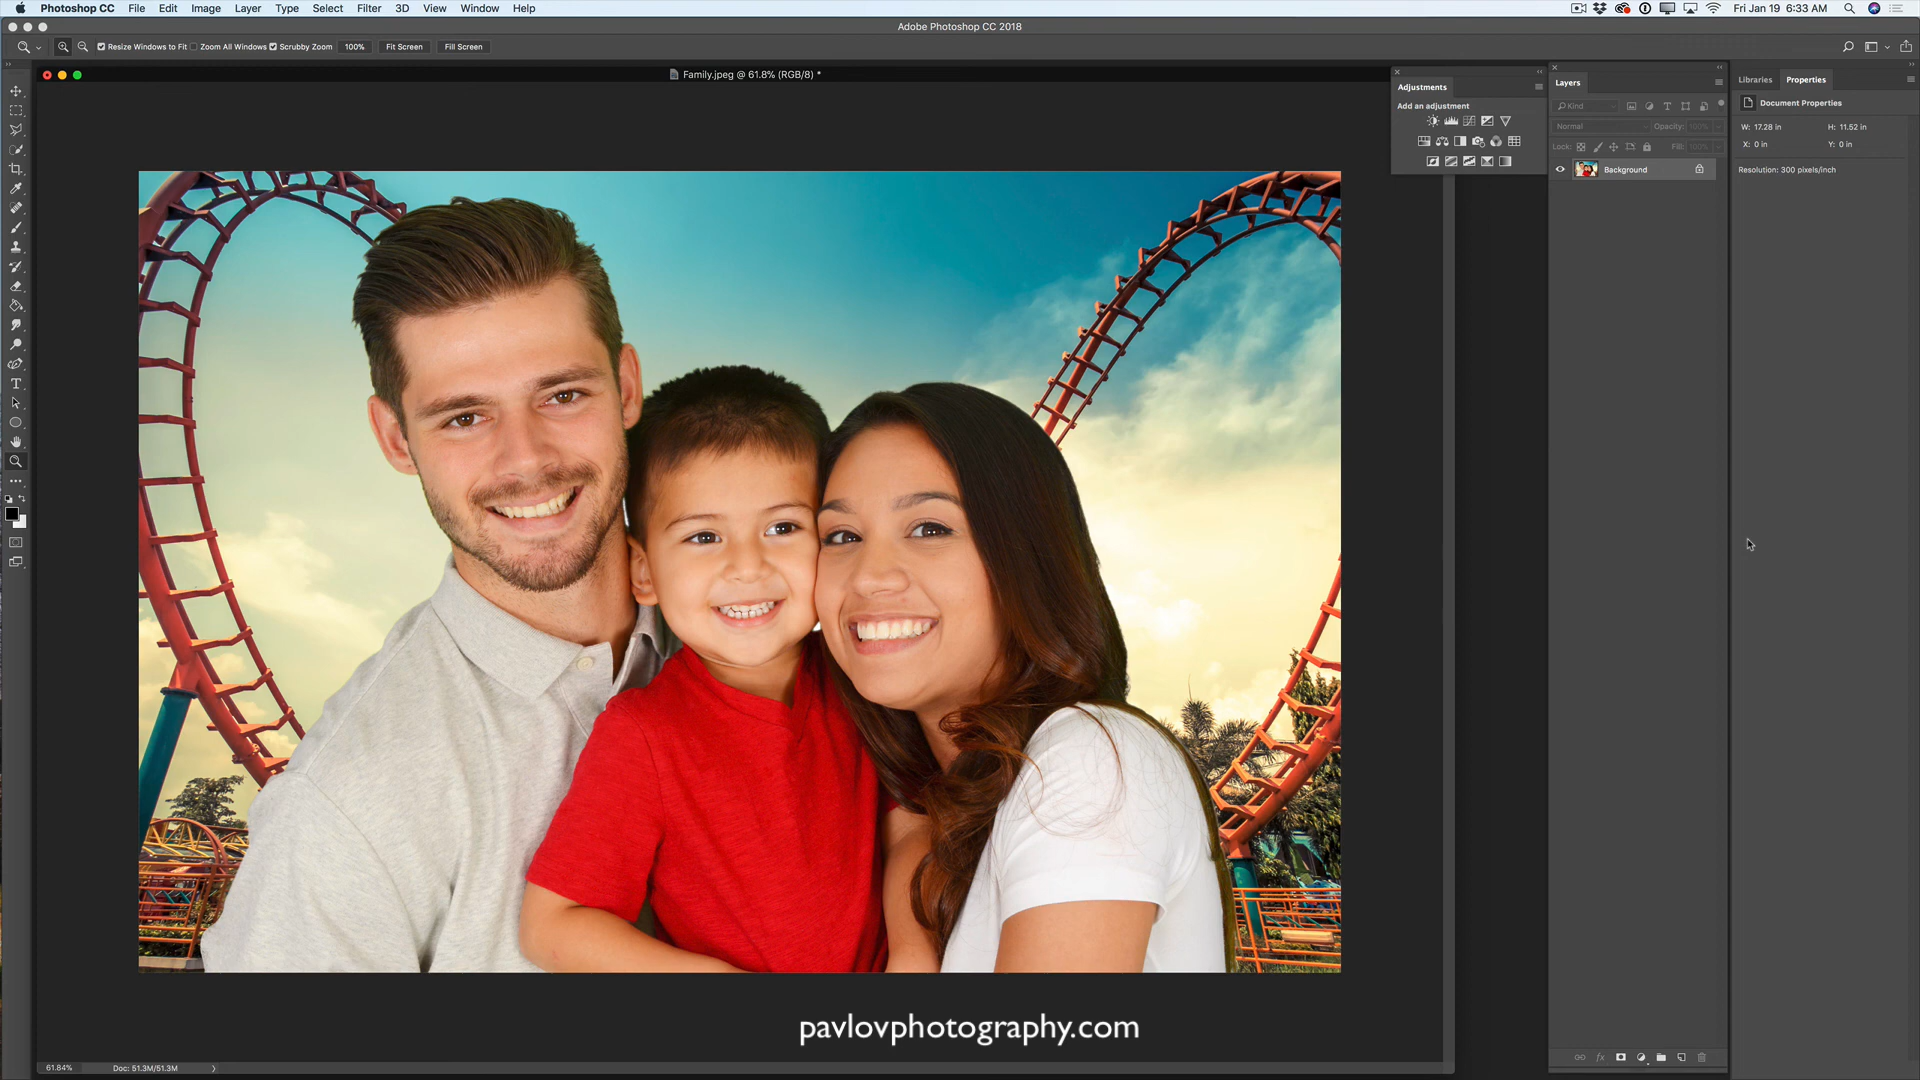 Photoshop CC File Edit Image Layer Type Select Filter 3D View Window Help Fri Jan 19 6:33 AM
Adobe Photoshop CC 2018
Resize Windows to Fit Zoom All Windows Scrubby Zoom 100% Fit Screen Fill Screen
Family.jpeg @ 61.8% (RGB/8) *
Adjustments
Add an adjustment
Layers
Kind
Normal Opacity: 100%
Lock: Fill: 100%
Background
Libraries Properties
Document Properties
W: 17.28 in H: 11.52 in
X: 0 in Y: 0 in
Resolution: 300 pixels/inch
pavlovphotography.com
61.84% Doc: 51.3M/51.3M